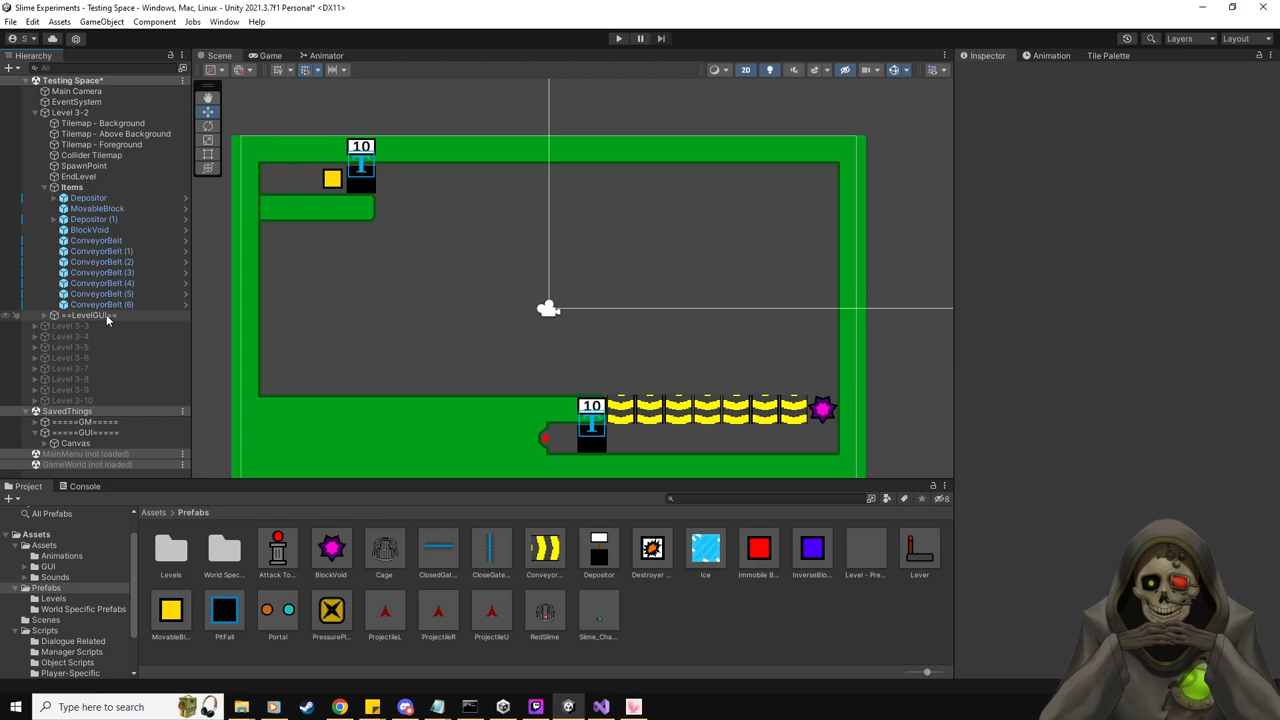 Slime Experiments - Testing Space - Windows, Mac, Linux - Unity 2021.3.7f1 Personal* <DX11>
File Edit Assets GameObject Component Jobs Window Help
S Layers Layout
Hierarchy Scene Game Animator Inspector Animation Tile Palette
All 2D
Testing Space*
Main Camera
EventSystem
Level 3-2
Tilemap - Background
Tilemap - Above Background
Tilemap - Foreground
Collider Tilemap
SpawnPoint
EndLevel
Items
Depositor
MovableBlock
Depositor (1)
BlockVoid
ConveyorBelt
ConveyorBelt (1)
ConveyorBelt (2)
ConveyorBelt (3)
ConveyorBelt (4)
ConveyorBelt (5)
ConveyorBelt (6)
==LevelGUI==
Level 3-3
Level 3-4
Level 3-5
Level 3-6
Level 3-7
Level 3-8
Level 3-9
Level 3-10
SavedThings
=====GM=====
=====GUI=====
Canvas
MainMenu (not loaded)
GameWorld (not loaded)
10
T
10
T
Project Console
8
All Prefabs
Assets
Assets
Animations
GUI
Sounds
Prefabs
Levels
World Specific Prefabs
Scenes
Scripts
Dialogue Related
Manager Scripts
Object Scripts
Player-Specific
Assets > Prefabs
Levels World Spec... Attack To... BlockVoid Cage ClosedGat... CloseGate... Conveyor... Depositor Destroyer ... Ice Immobile B... InverseBlo... Level - Pre... Lever
MovableBl... PitFall Portal PressurePl... ProjectileL ProjectileR ProjectileU RedSlime Slime_Cha...
Type here to search